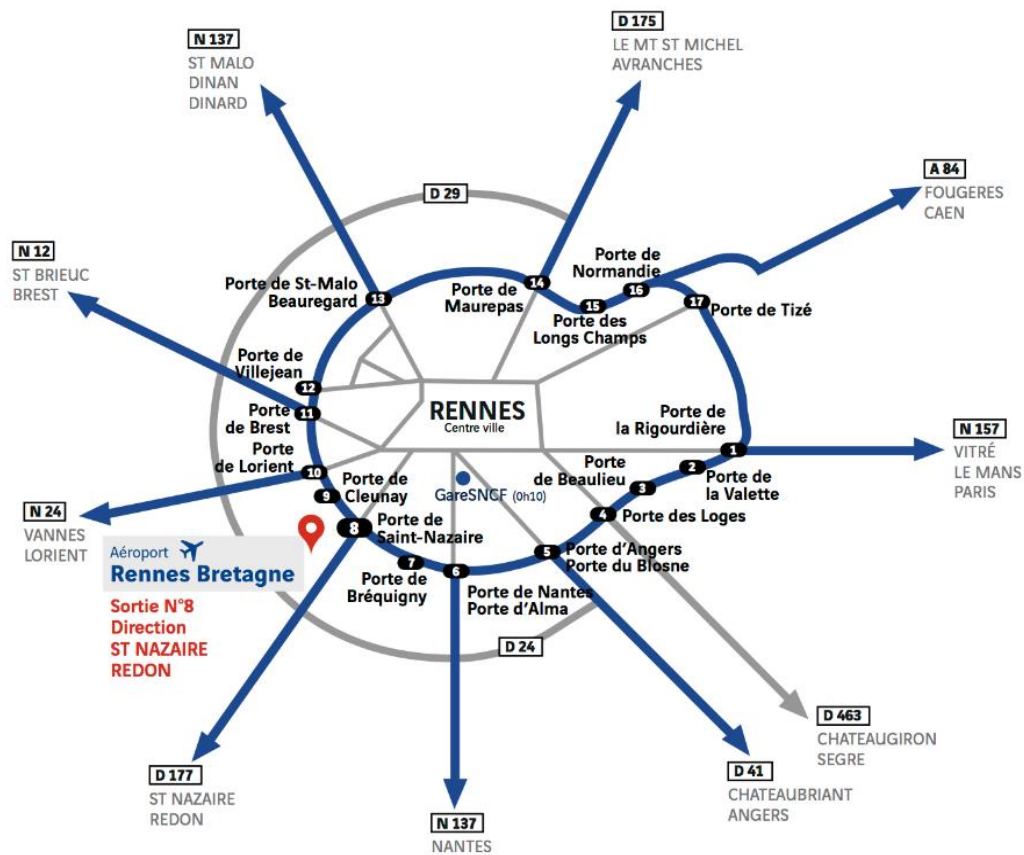 D 175
LE MT ST MICHEL
AVRANCHES
N 137
ST MALO
DINAN
DINARD
A 84
FOUGERES
CAEN
D 29
N 12
ST BRIEUC
BREST
Porte de
Normandie
16
Porte de St-Malo
Beauregard
13
14
Porte de
Maurepas
15
Porte des
Longs Champs
17
Porte de Tizé
Porte de
Villejean
12
Porte
de Brest
11
RENNES
Centre ville
Porte de
la Rigourdière
1
N 157
VITRÉ
LE MANS
PARIS
Porte
de Lorient
10
Porte de
Cleunay
9
GareSNCF (0h10)
Porte
de Beaulieu
3
2
Porte de
la Valette
4
Porte des Loges
N 24
VANNES
LORIENT
8
Porte de
Saint-Nazaire
Aéroport
Rennes Bretagne
Sortie N°8
Direction
ST NAZAIRE
REDON
7
Porte de
Bréquigny
6
Porte de Nantes
Porte d'Alma
5
Porte d'Angers
Porte du Blosne
D 24
D 463
CHATEAUGIRON
SEGRE
D 177
ST NAZAIRE
REDON
D 41
CHATEAUBRIANT
ANGERS
N 137
NANTES